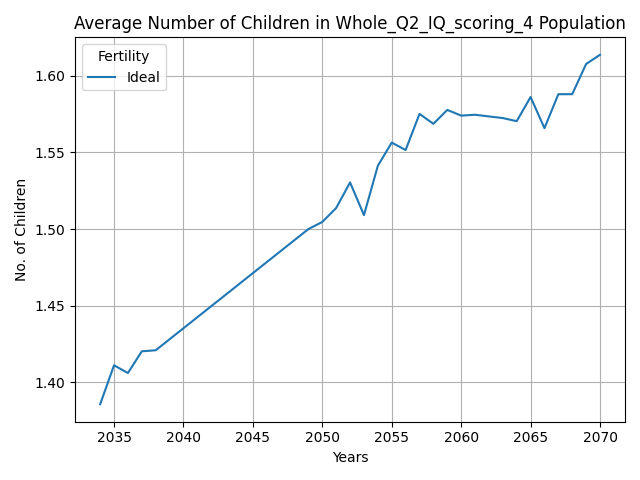 Average Number of Children in Whole_Q2_IQ_scoring_4 Population
Fertility
Ideal
1.60
1.55
1.50
1.45
1.40
No. of Children
2035 2040 2045 2050 2055 2060 2065 2070
Years